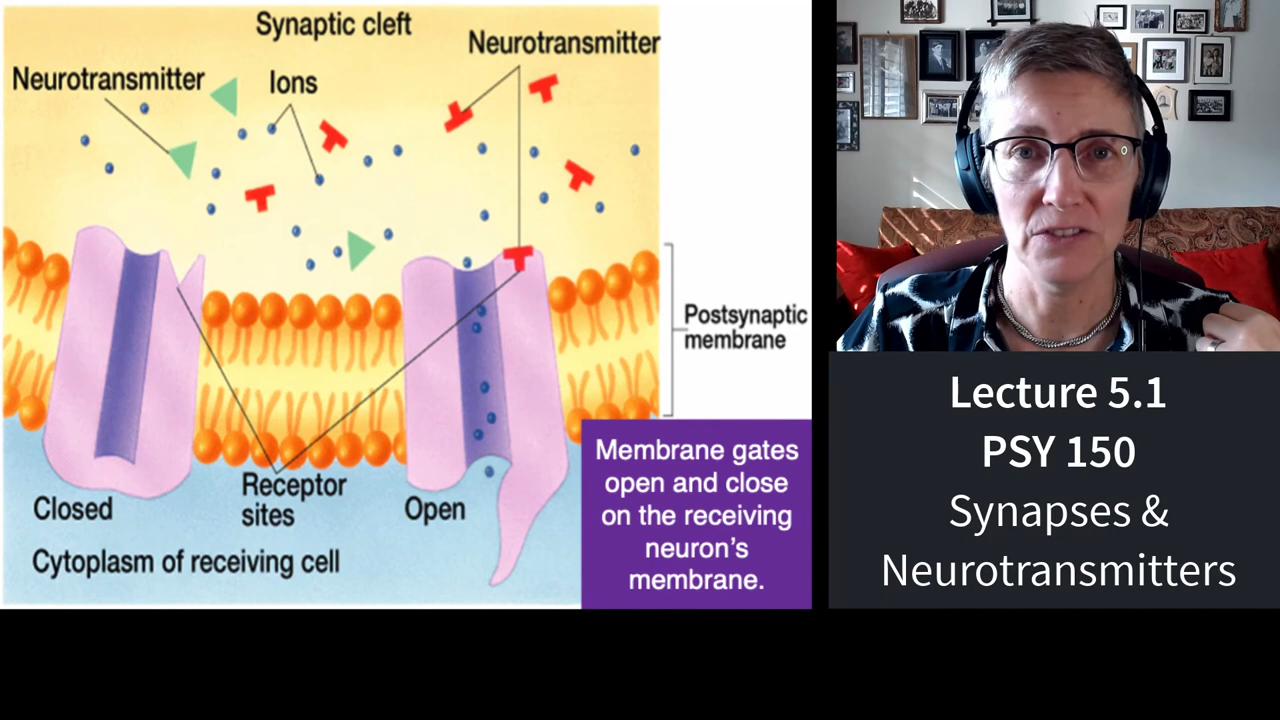 Synaptic cleft
Neurotransmitter
Neurotransmitter
Ions
Postsynaptic
membrane
Receptor
sites
Closed
Open
Cytoplasm of receiving cell
Membrane gates
open and close
on the receiving
neuron's
membrane.
Lecture 5.1
PSY 150
Synapses &
Neurotransmitters